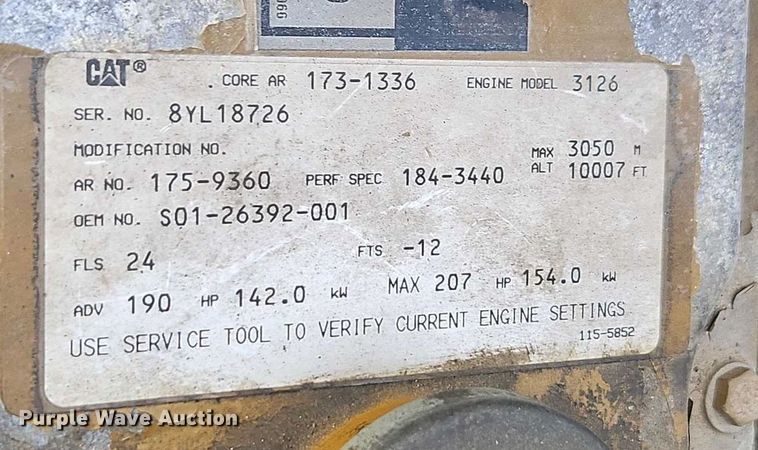 CAT® . CORE AR 173-1336 ENGINE MODEL 3126
SER. NO. 8YL18726
MODIFICATION NO. MAX 3050 M
AR NO. 175-9360 PERF SPEC 184-3440 ALT 10007 FT
OEM NO. S01-26392-001
FLS 24 FTS -12
ADV 190 HP 142.0 kW MAX 207 HP 154.0 kW
USE SERVICE TOOL TO VERIFY CURRENT ENGINE SETTINGS
115-5852
Purple Wave Auction